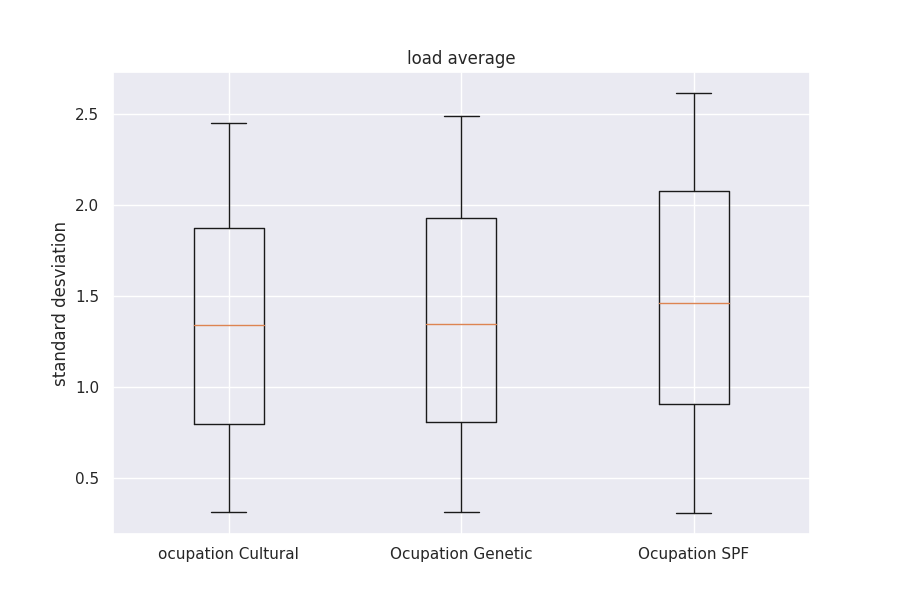 load average
standard desviation
2.5
2.0
1.5
1.0
0.5
ocupation Cultural
Ocupation Genetic
Ocupation SPF